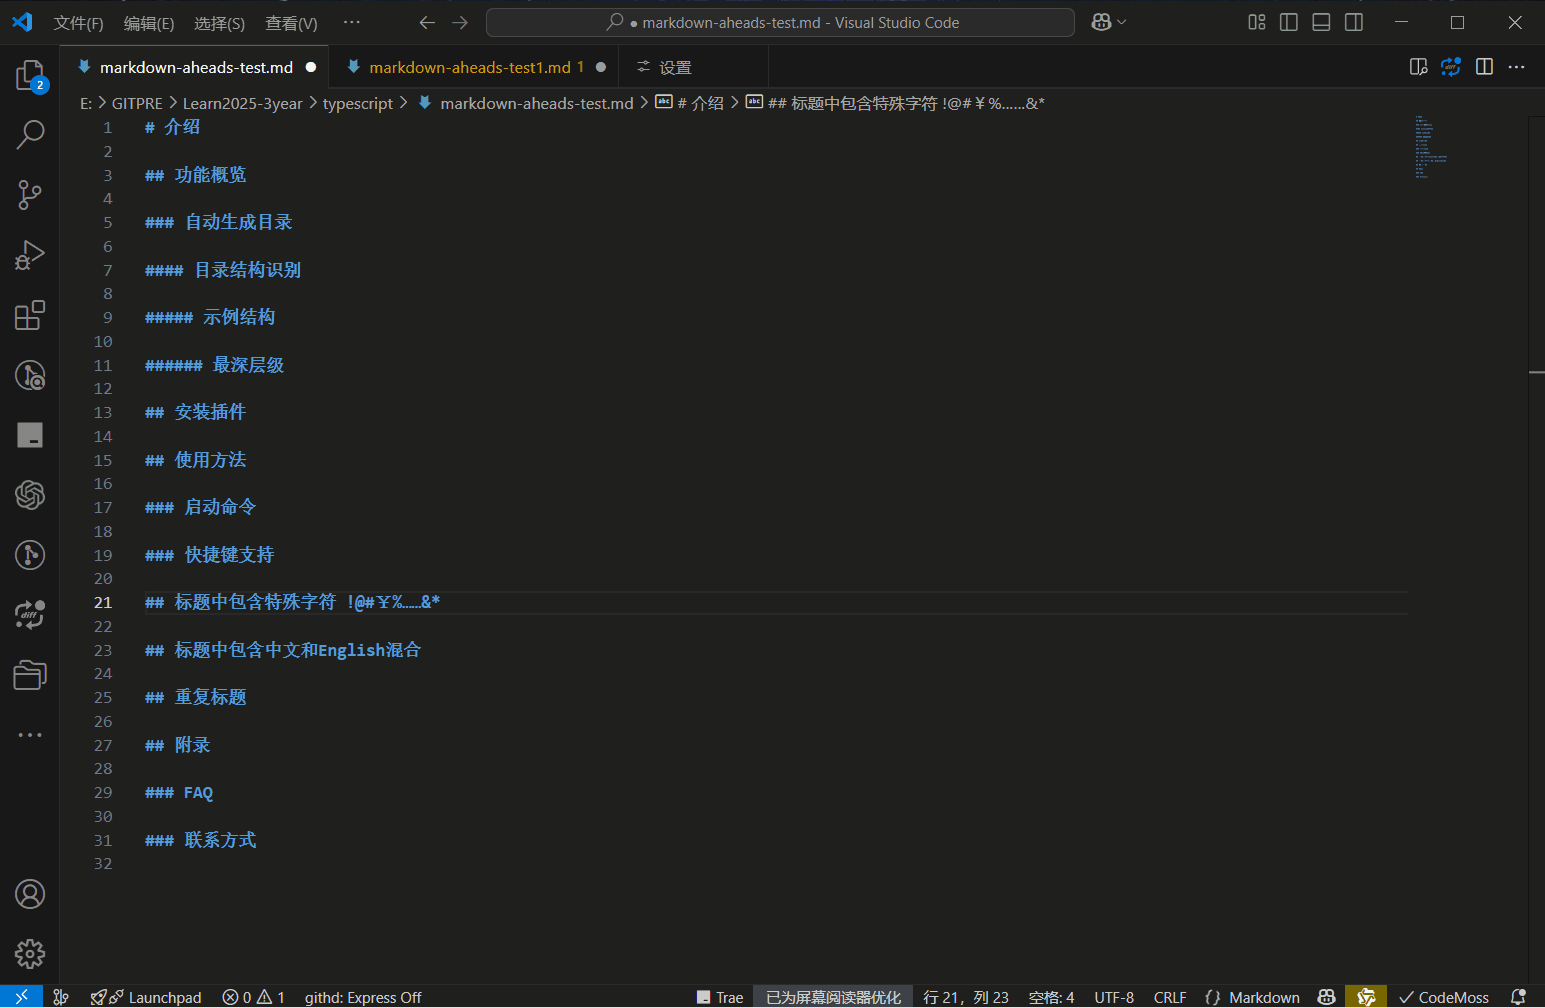 文件(F) 编辑(E) 选择(S) 查看(V) ··· ● markdown-aheads-test.md - Visual Studio Code
2 markdown-aheads-test.md ● markdown-aheads-test1.md 1 ● 设置
E: > GITPRE > Learn2025-3year > typescript > markdown-aheads-test.md > # 介绍 > ## 标题中包含特殊字符 !@#￥%......&*
1 # 介绍
2
3 ## 功能概览
4
5 ### 自动生成目录
6
7 #### 目录结构识别
8
9 ##### 示例结构
10
11 ###### 最深层级
12
13 ## 安装插件
14
15 ## 使用方法
16
17 ### 启动命令
18
19 ### 快捷键支持
20
21 ## 标题中包含特殊字符 !@#￥%……&*
22
23 ## 标题中包含中文和English混合
24
25 ## 重复标题
26
27 ## 附录
28
29 ### FAQ
30
31 ### 联系方式
32
Launchpad 0 1 githd: Express Off Trae 已为屏幕阅读器优化 行 21，列 23 空格: 4 UTF-8 CRLF {} Markdown CodeMoss